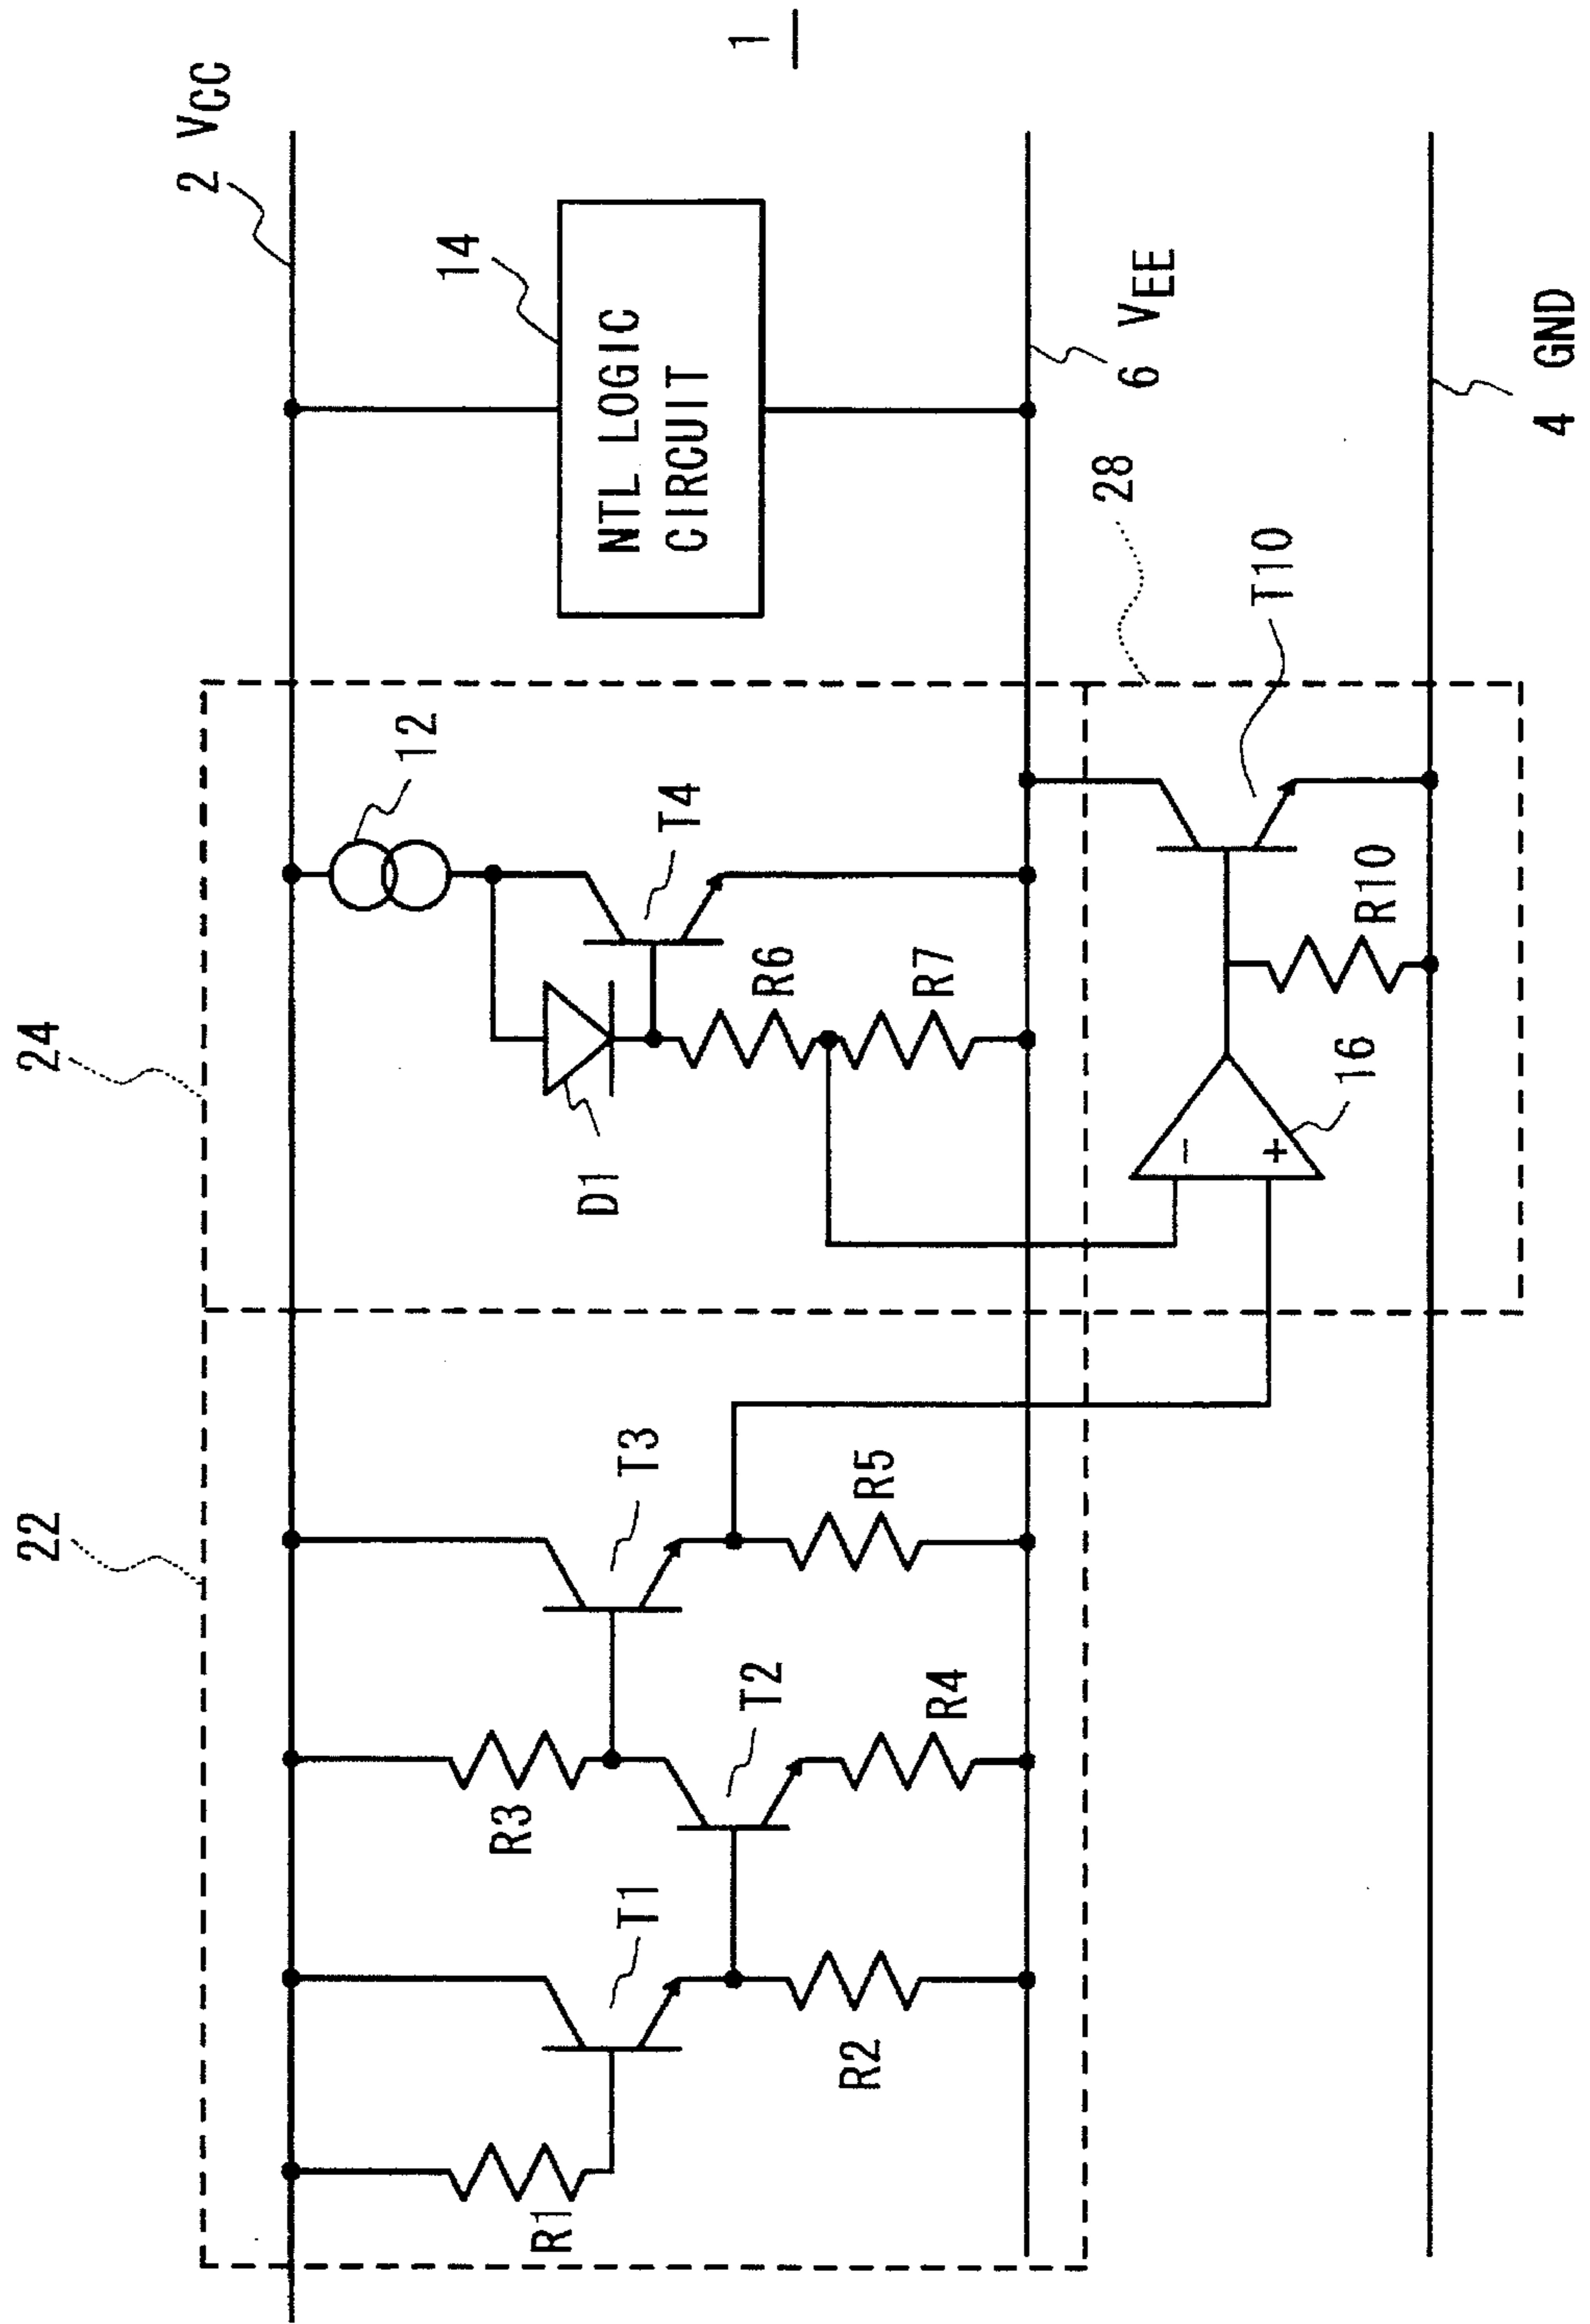 1
2 VCC
14
NTL LOGIC
CIRCUIT
6 VEE
4 GND
28
T10
12
T4
R10
R6
R7
24
16
D1
22
T3
R5
T2
R4
R3
T1
R2
R1
−
+